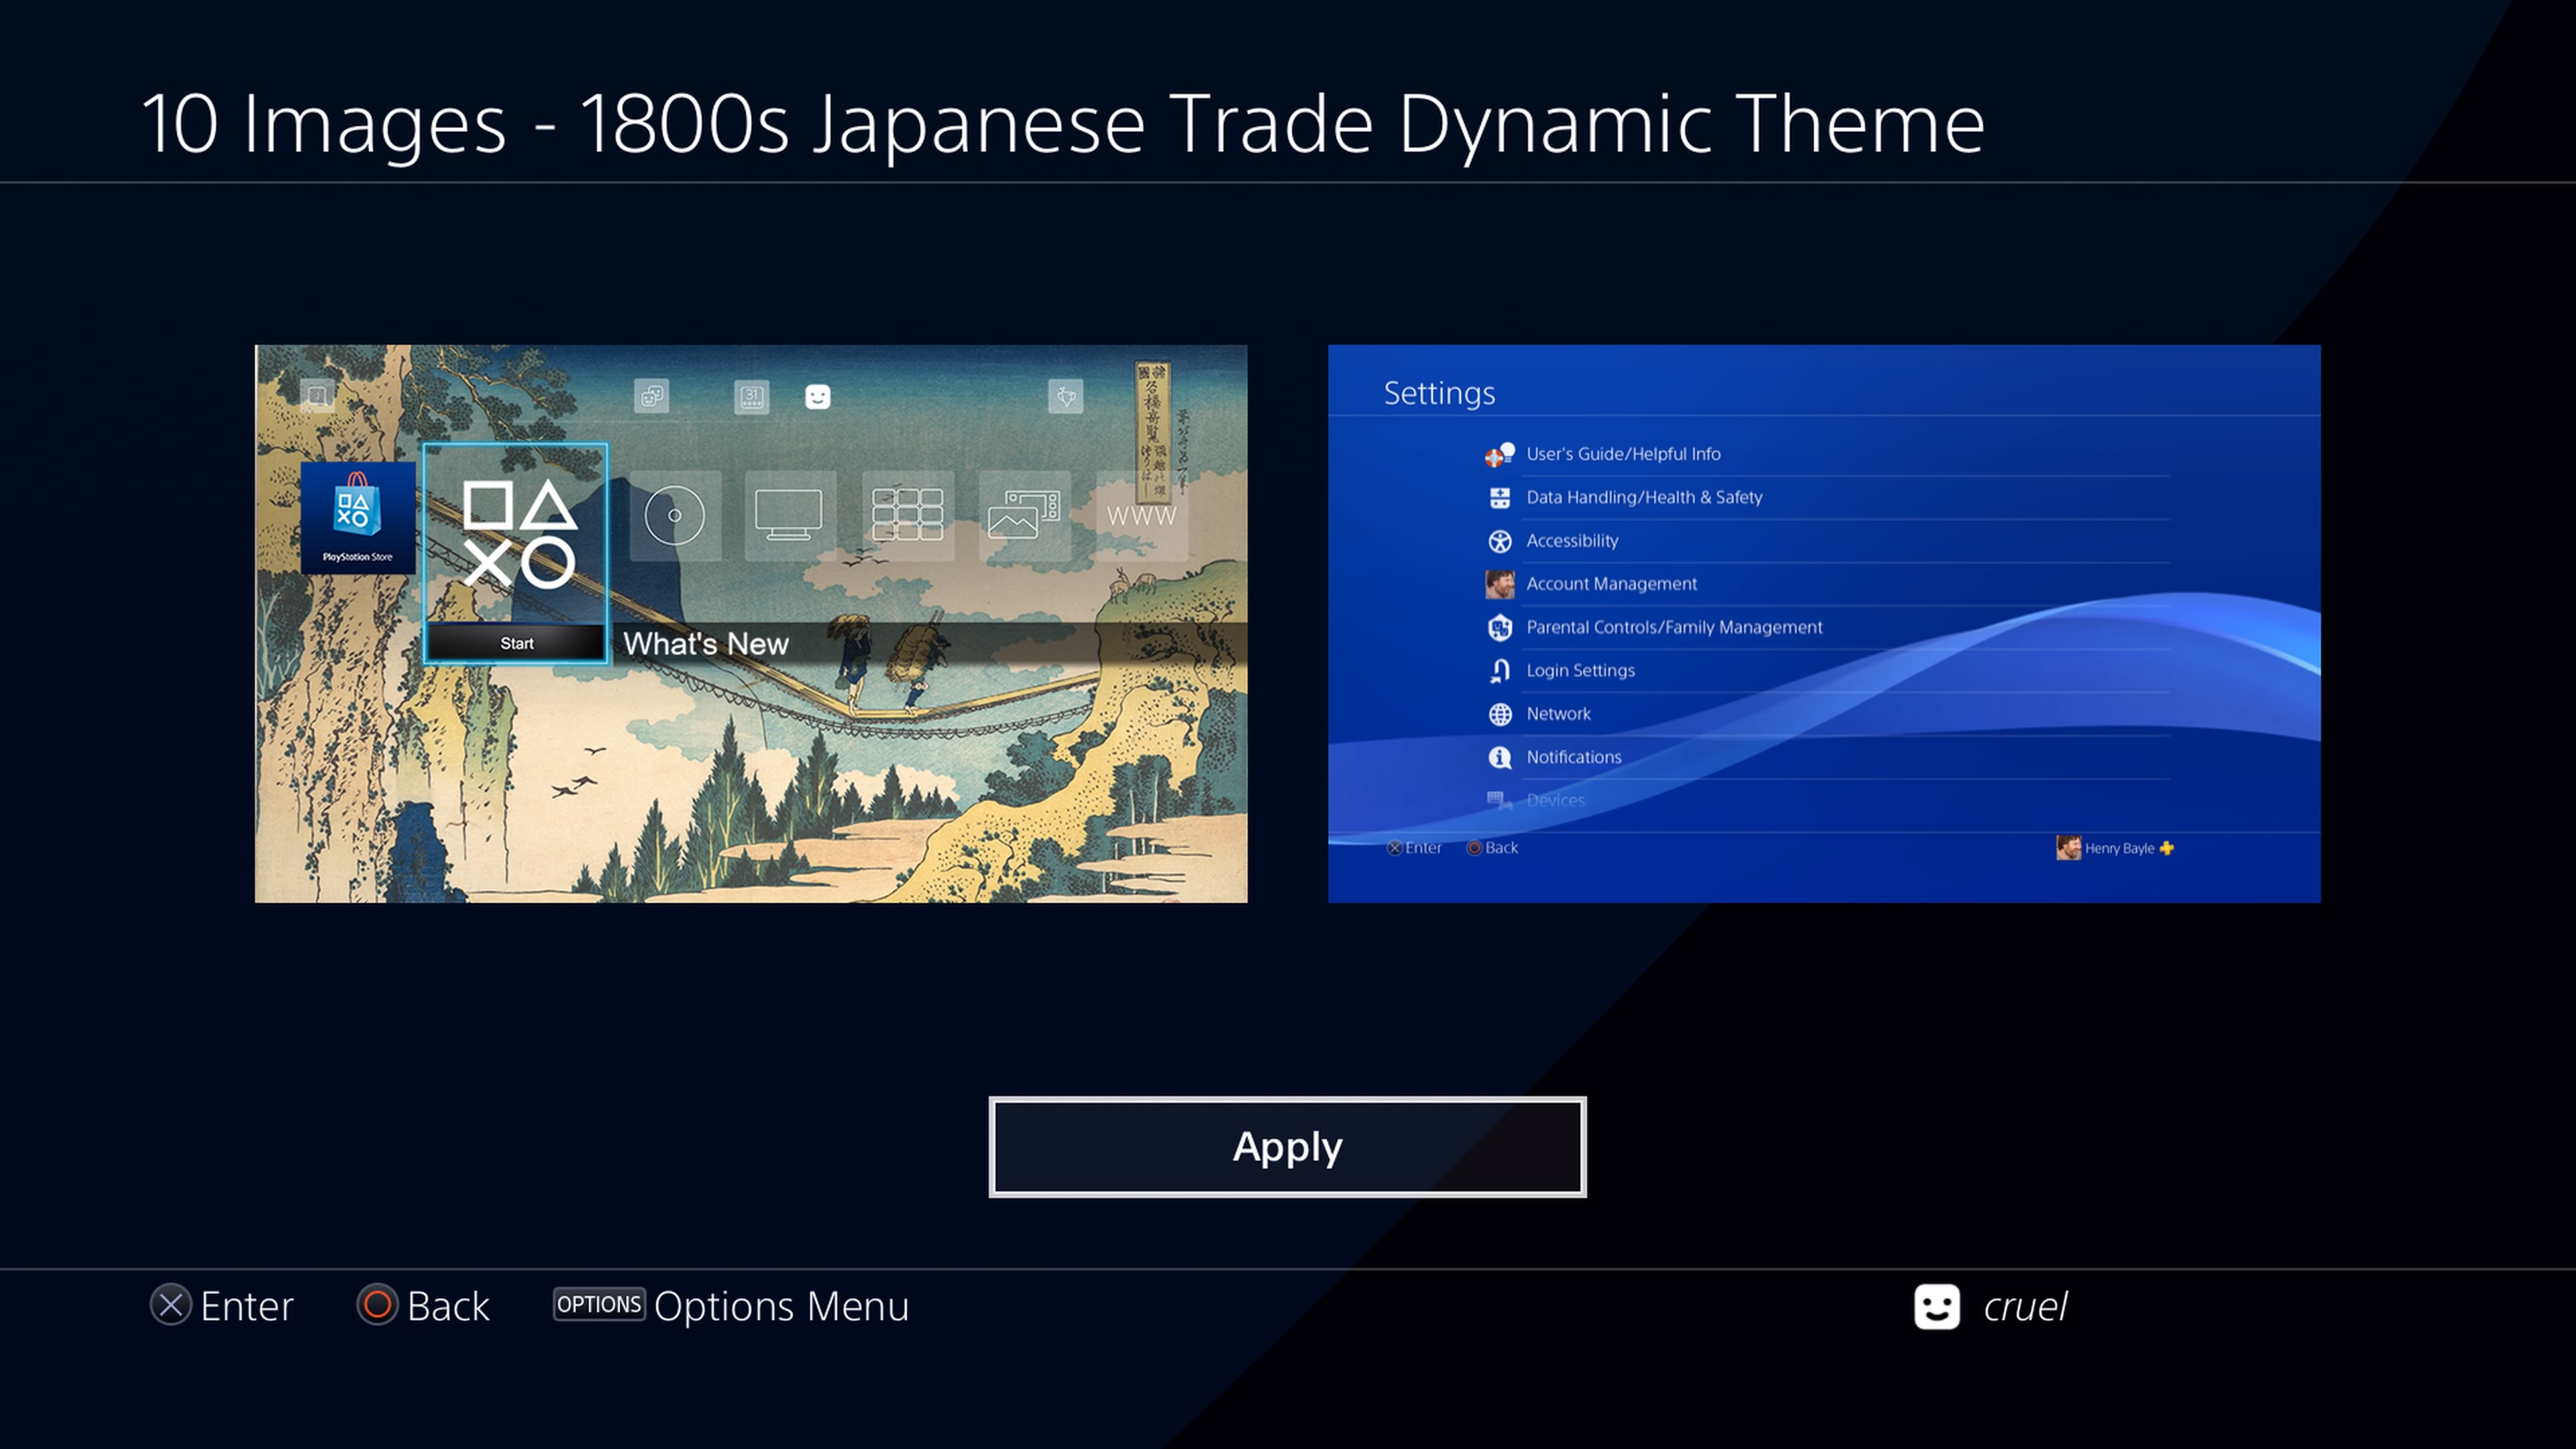 10 Images - 1800s Japanese Trade Dynamic Theme
31
PlayStation Store
WWW
Start
What's New
Settings
User's Guide/Helpful Info
Data Handling/Health & Safety
Accessibility
Account Management
Parental Controls/Family Management
Login Settings
Network
Notifications
Devices
Enter
Back
Henry Bayle
Apply
Enter
Back
OPTIONS Options Menu
cruel